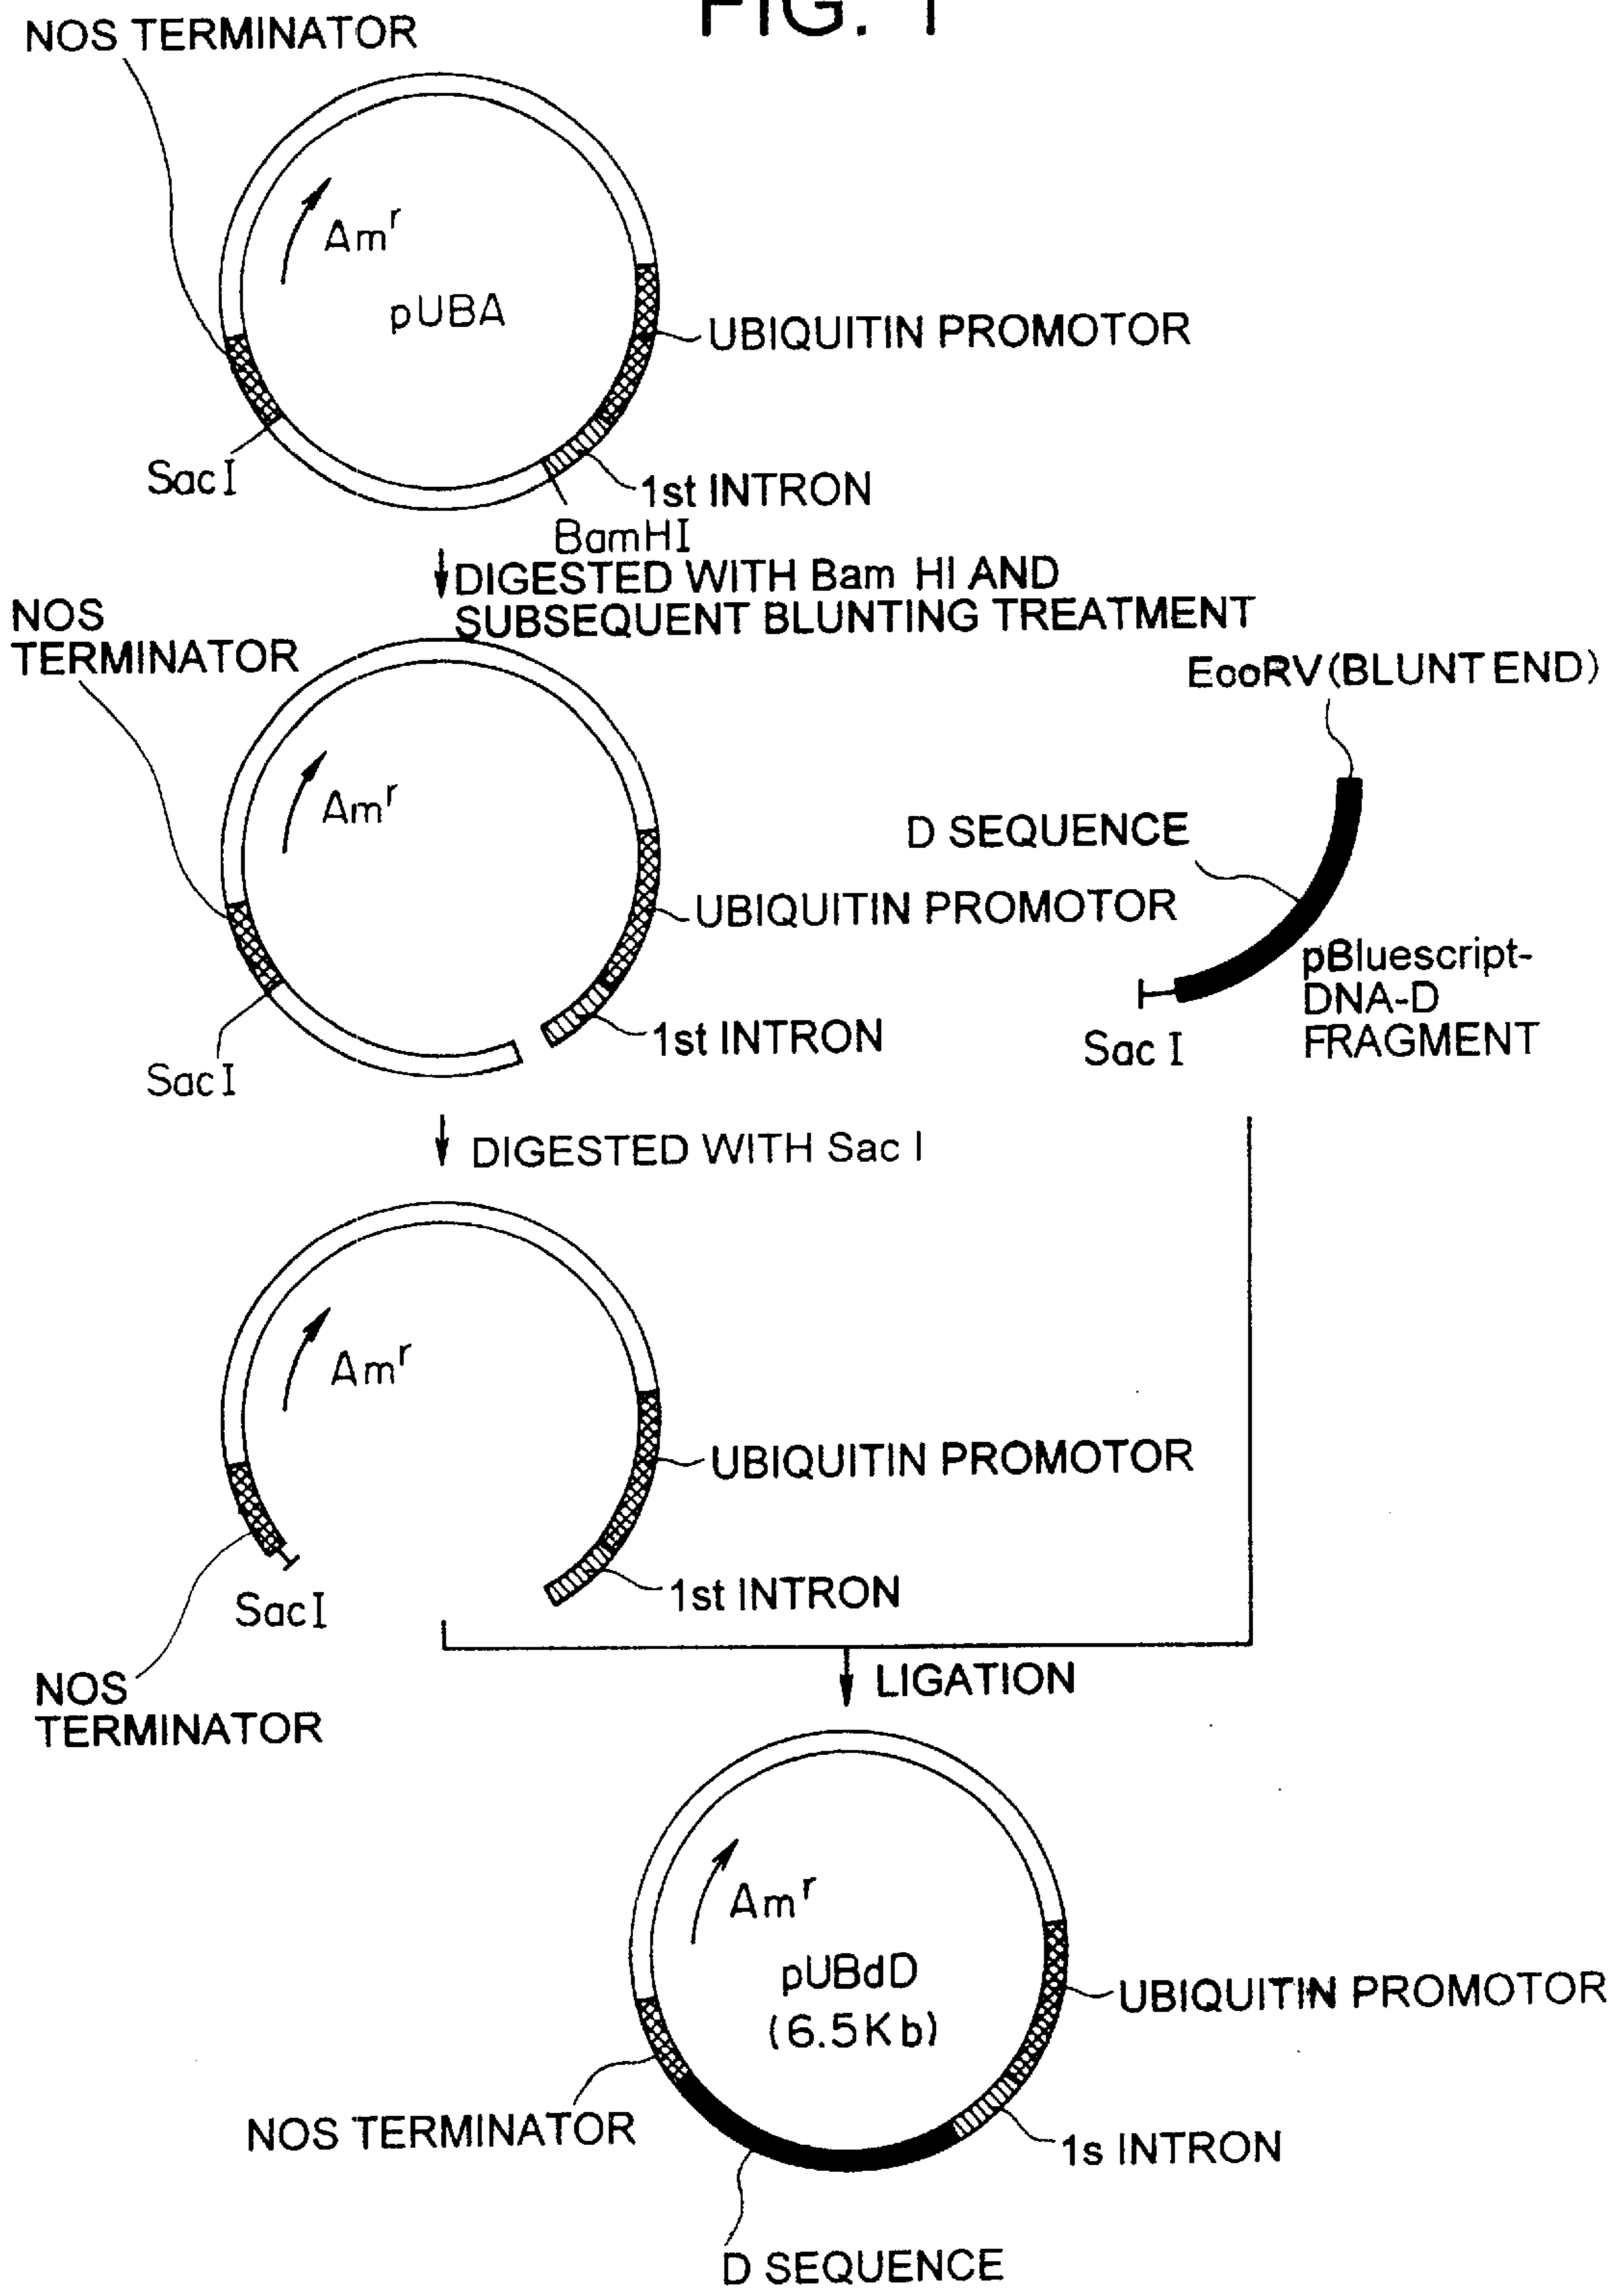 FIG. 1
NOS TERMINATOR
Am^r
pUBA
UBIQUITIN PROMOTOR
SacI
1st INTRON
BamHI
DIGESTED WITH Bam HI AND
SUBSEQUENT BLUNTING TREATMENT
NOS
TERMINATOR
EooRV(BLUNT END)
Am^r
D SEQUENCE
UBIQUITIN PROMOTOR
pBluescript-
DNA-D
FRAGMENT
1st INTRON
Sac I
SacI
DIGESTED WITH Sac I
Am^r
UBIQUITIN PROMOTOR
1st INTRON
SacI
NOS
TERMINATOR
LIGATION
Am^r
pUBdD
(6.5Kb)
UBIQUITIN PROMOTOR
NOS TERMINATOR
1s INTRON
D SEQUENCE